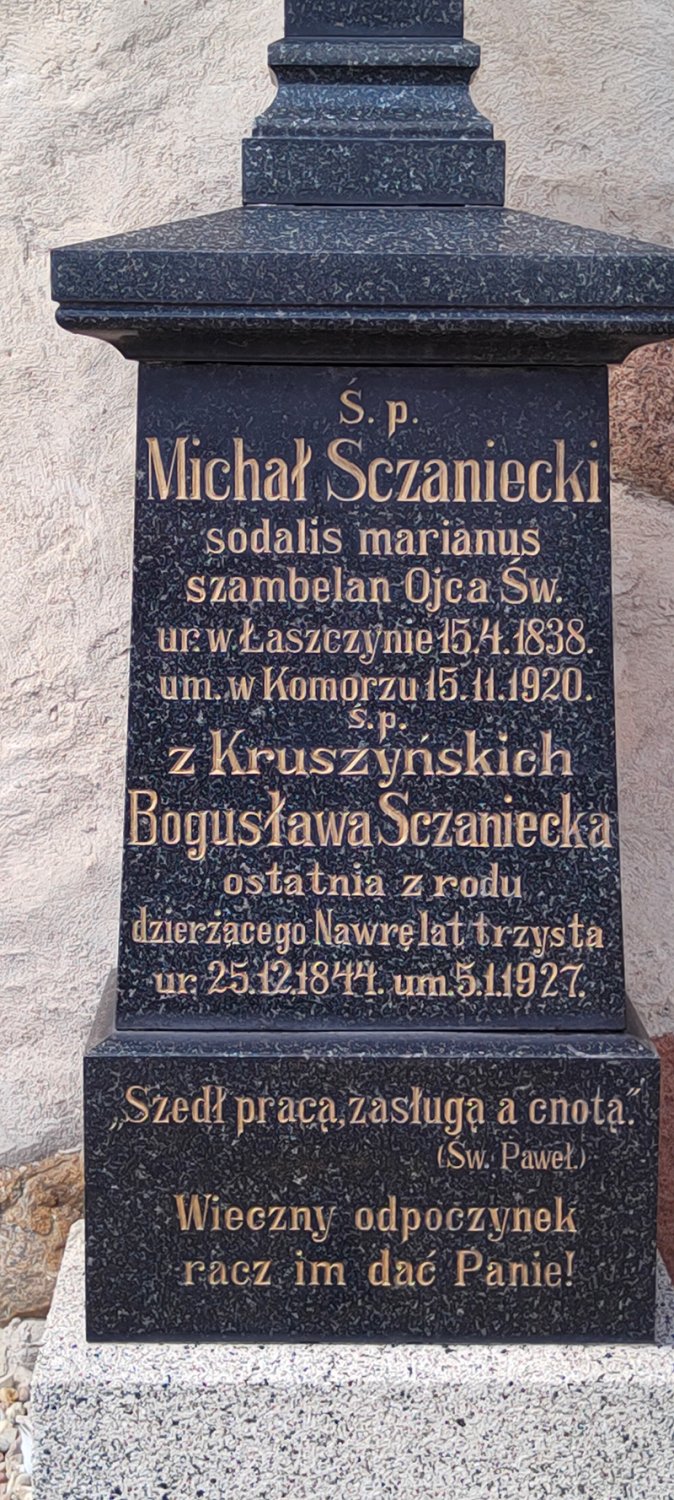 Ś. p.
Michał Sczaniecki
sodalis marianus
szambelan Ojca Św.
ur. w Łaszczynie 15.4.1838.
um. w Komorzu 15.11.1920.
ś. p.
z Kruszyńskich
Bogusława Sczaniecka
ostatnia z rodu
dzierżącego Nawrę lat trzysta
ur. 25.12.1844. um. 5.1.1927.
„Szedł pracą, zasługą a cnotą."
(Św. Paweł.)
Wieczny odpoczynek
racz im dać Panie!